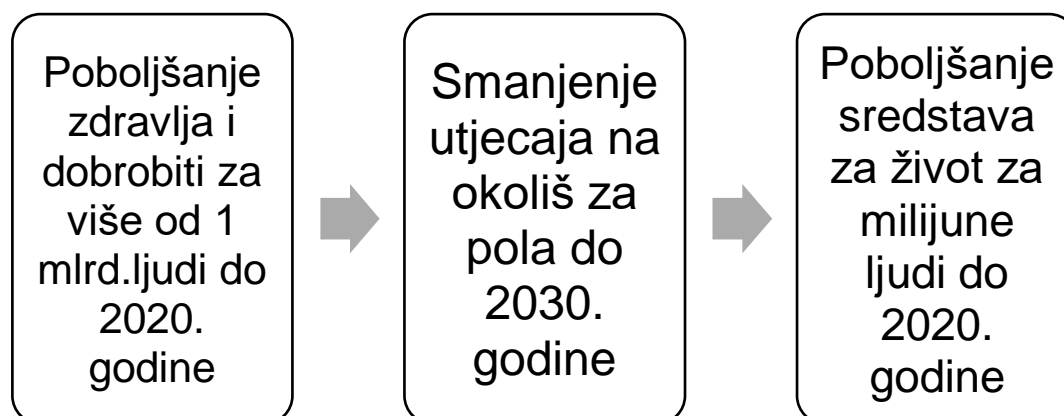 Poboljšanje
zdravlja i
dobrobiti za
više od 1
mlrd.ljudi do
2020.
godine
Smanjenje
utjecaja na
okoliš za
pola do
2030.
godine
Poboljšanje
sredstava
za život za
milijune
ljudi do
2020.
godine